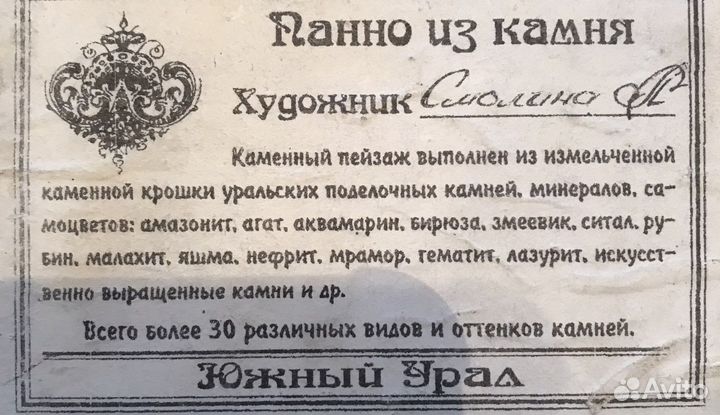 Панно из камня
Художник Смолина Л
Каменный пейзаж выполнен из измельченной
каменной крошки уральских поделочных камней, минералов, са-
моцветов: амазонит, агат, аквамарин, бирюза, змеевик, ситал, ру-
бин, малахит, яшма, нефрит, мрамор, гематит, лазурит, искусст-
венно выращенные камни и др.
Всего более 30 различных видов и оттенков камней.
Южный Урал
Avito